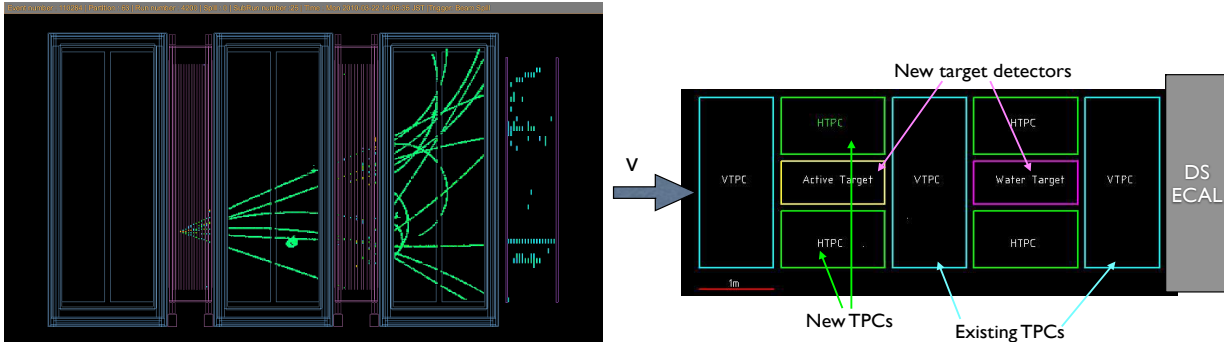 New target detectors
HTPC
HTPC
V
VTPC
Active Target
VTPC
Water Target
VTPC
DS
ECAL
HTPC
HTPC
1m
New TPCs
Existing TPCs